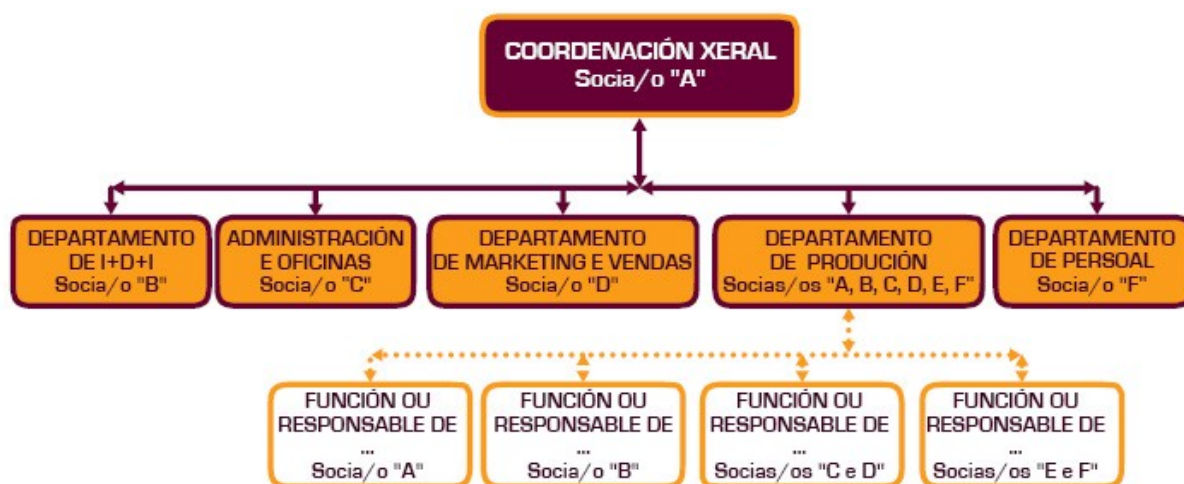 COORDENACIÓN XERAL
Socia/o "A"
DEPARTAMENTO
DE I+D+I
Socia/o "B"
ADMINISTRACIÓN
E OFICINAS
Socia/o "C"
DEPARTAMENTO
DE MARKETING E VENDAS
Socia/o "D"
DEPARTAMENTO
DE PRODUCIÓN
Socias/os "A, B, C, D, E, F"
DEPARTAMENTO
DE PERSOAL
Socia/o "F"
FUNCIÓN OU
RESPONSABLE DE
...
Socia/o "A"
FUNCIÓN OU
RESPONSABLE DE
...
Socia/o "B"
FUNCIÓN OU
RESPONSABLE DE
...
Socias/os "C e D"
FUNCIÓN OU
RESPONSABLE DE
...
Socias/os "E e F"